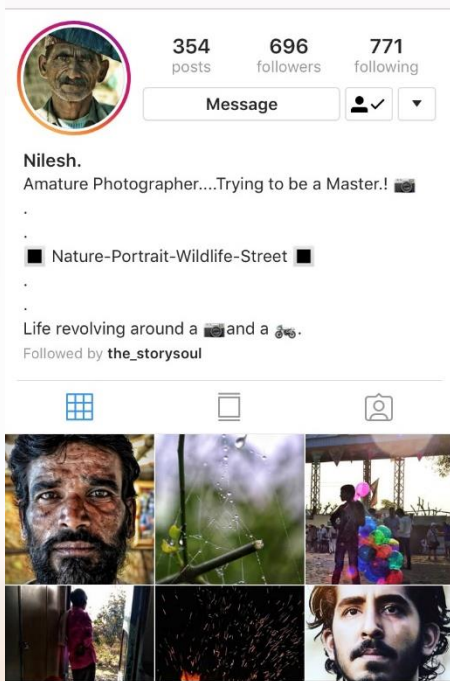 354 696 771
posts followers following
Message
Nilesh.
Amature Photographer....Trying to be a Master.! 📷
.
.
🔲 Nature-Portrait-Wildlife-Street 🔲
.
.
Life revolving around a 📷and a 🏍.
Followed by the_storysoul